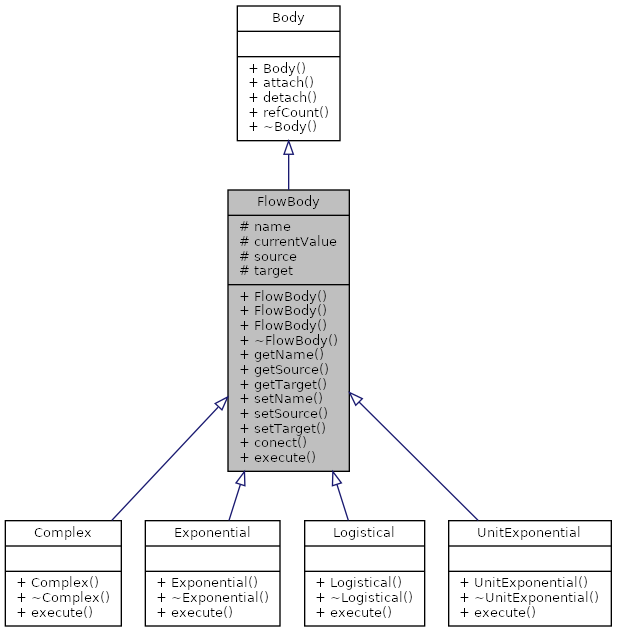 Body
+ Body()
+ attach()
+ detach()
+ refCount()
+ ~Body()
FlowBody
# name
# currentValue
# source
# target
+ FlowBody()
+ FlowBody()
+ FlowBody()
+ ~FlowBody()
+ getName()
+ getSource()
+ getTarget()
+ setName()
+ setSource()
+ setTarget()
+ conect()
+ execute()
Complex
+ Complex()
+ ~Complex()
+ execute()
Exponential
+ Exponential()
+ ~Exponential()
+ execute()
Logistical
+ Logistical()
+ ~Logistical()
+ execute()
UnitExponential
+ UnitExponential()
+ ~UnitExponential()
+ execute()